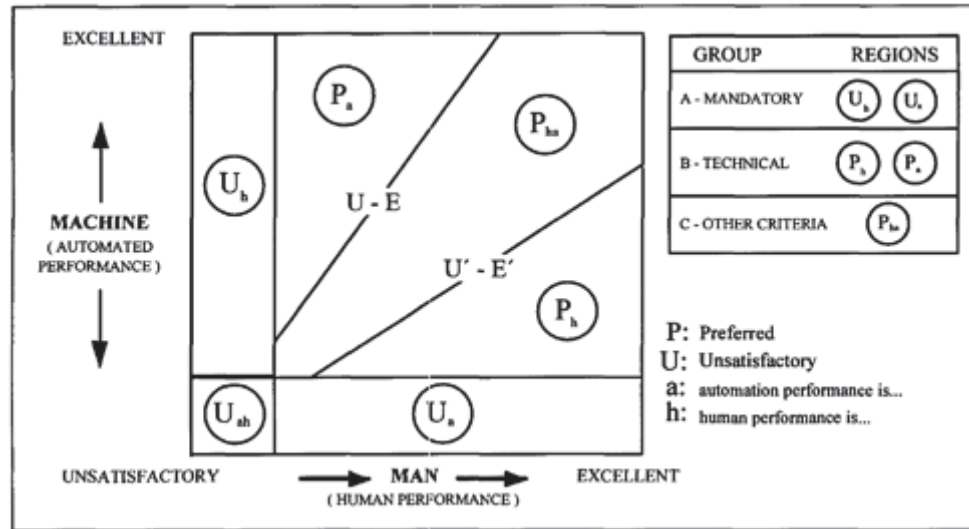 EXCELLENT
MACHINE
( AUTOMATED
PERFORMANCE )
UNSATISFACTORY
MAN
( HUMAN PERFORMANCE )
EXCELLENT
Pa
Pha
Uh
U - E
U´ - E´
Ph
Uah
Ua
GROUP REGIONS
A - MANDATORY Uh Ua
B - TECHNICAL Ph Pa
C - OTHER CRITERIA Pha
P: Preferred
U: Unsatisfactory
a: automation performance is...
h: human performance is...